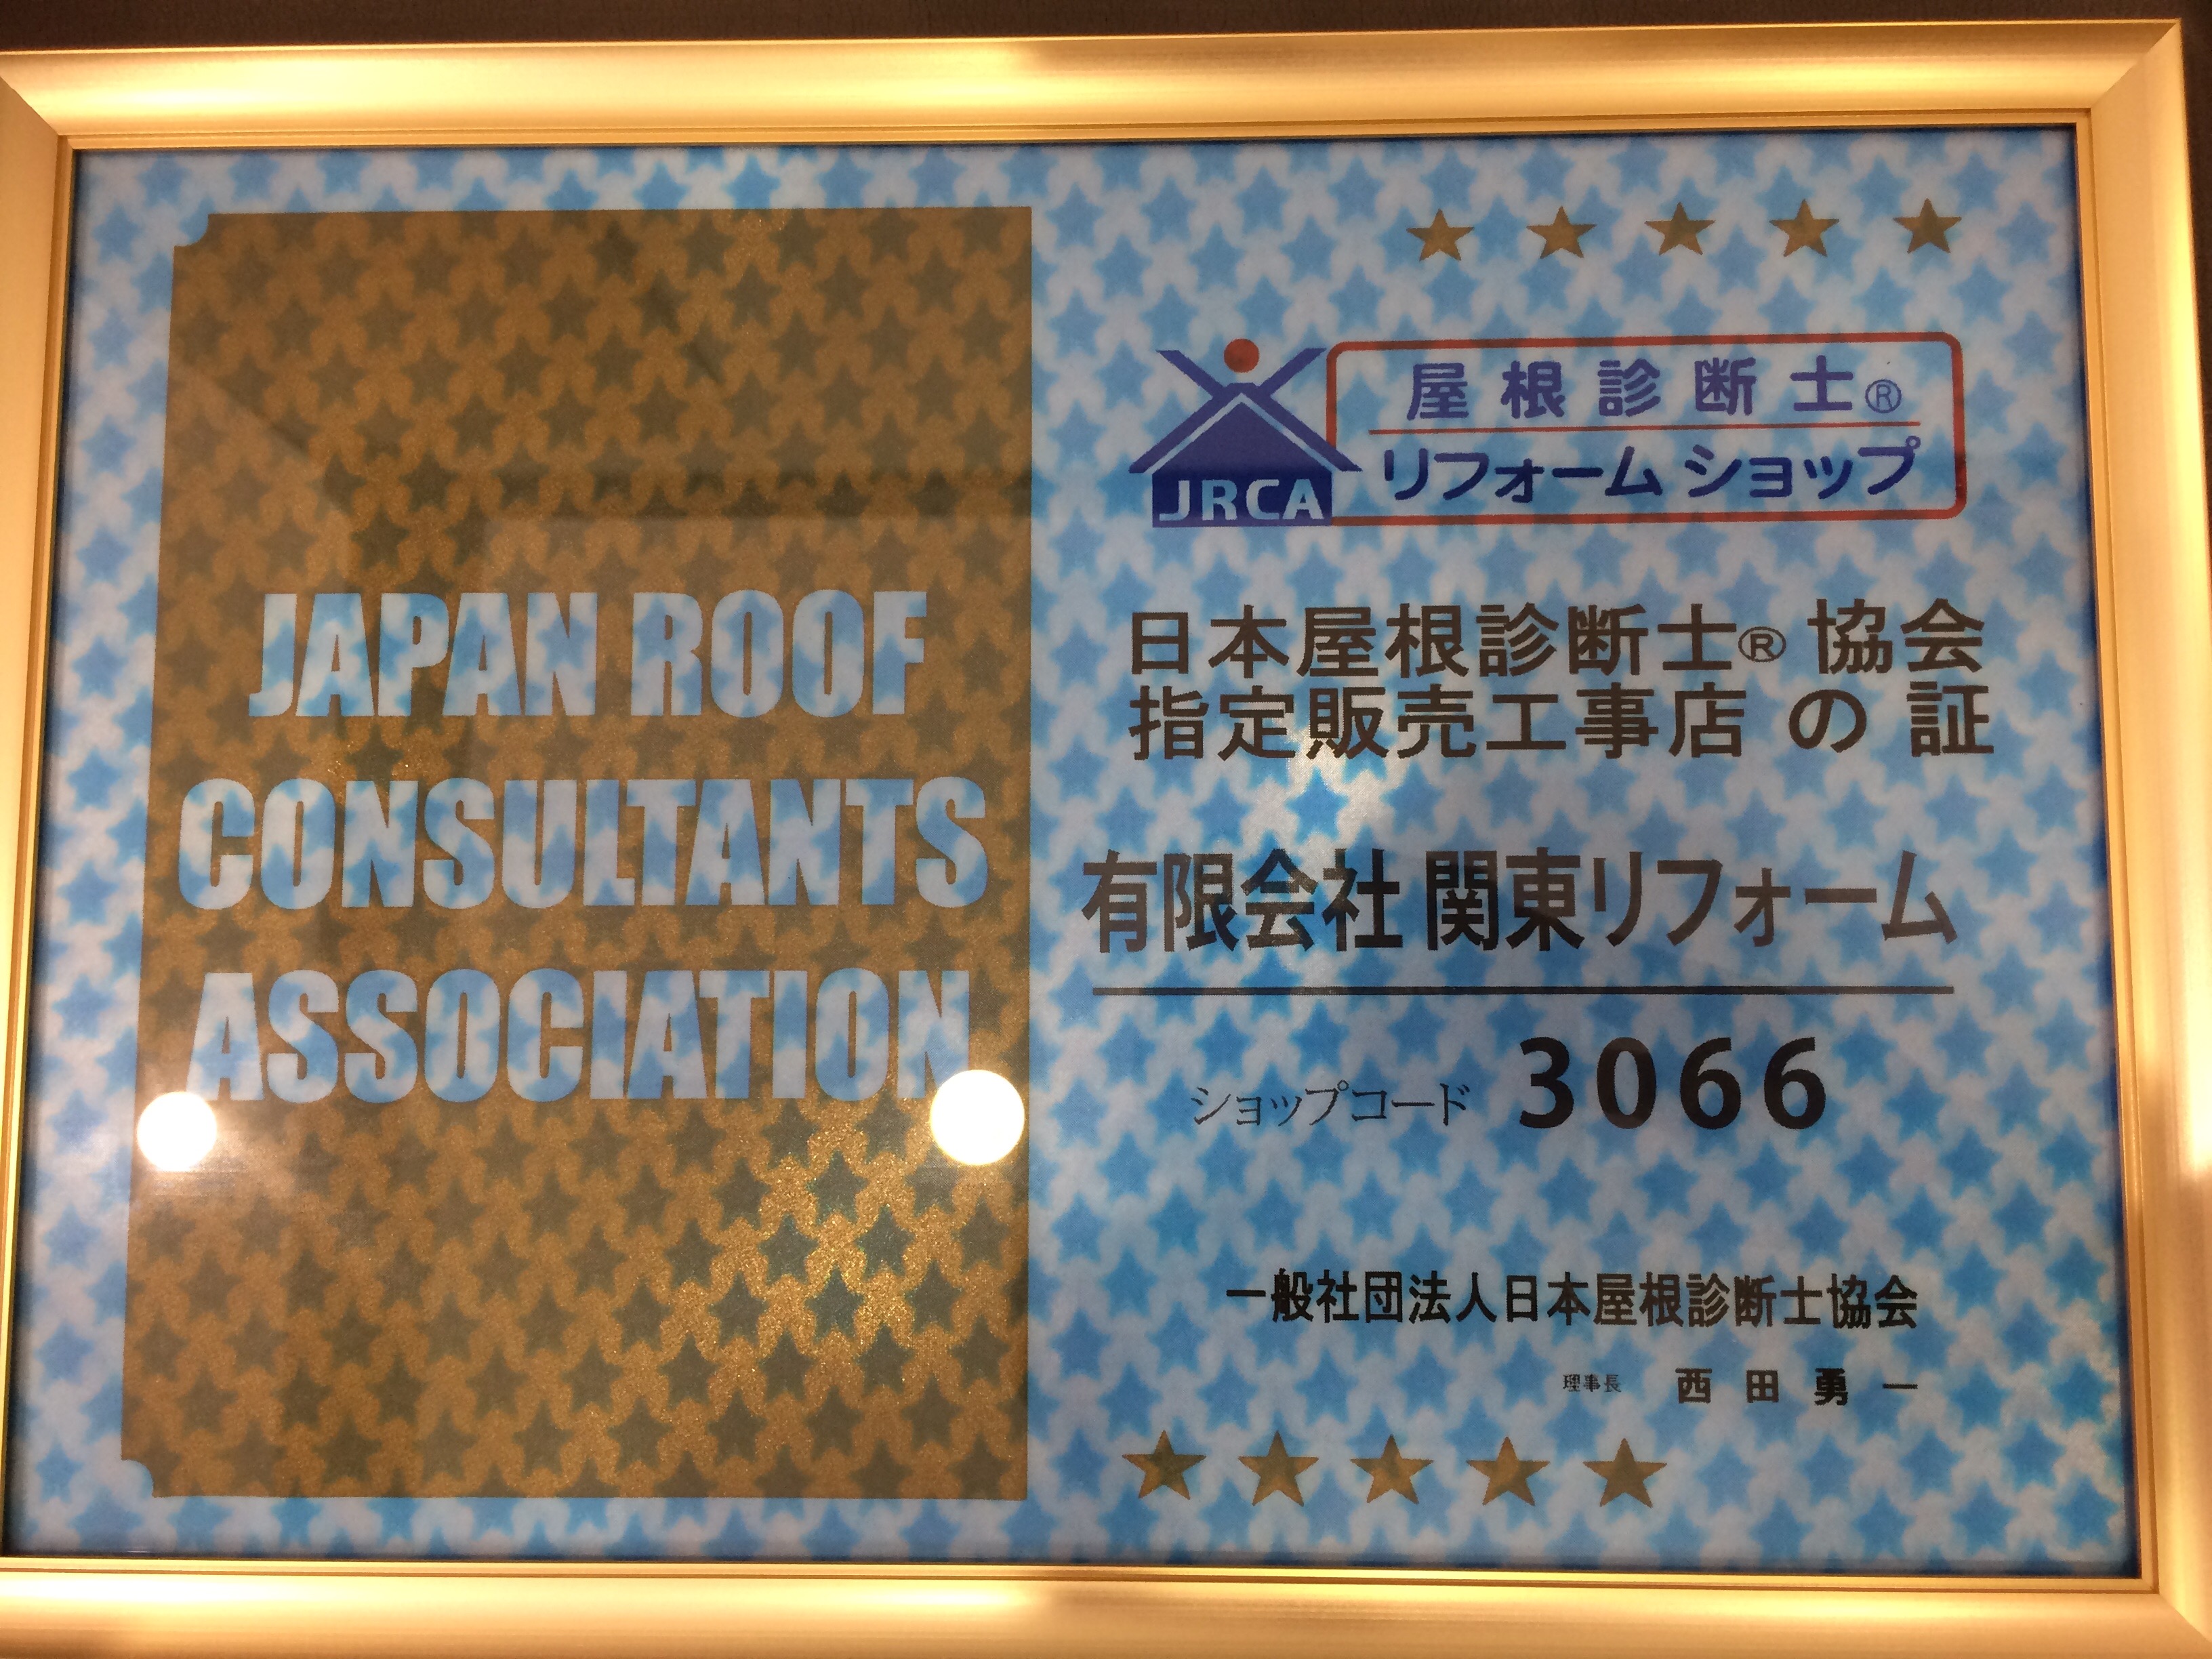 JAPAN ROOF
CONSULTANTS
ASSOCIATION
屋根診断士®
リフォームショップ
JRCA
日本屋根診断士®協会
指定販売工事店の証
有限会社 関東リフォーム
ショップコード 3066
一般社団法人日本屋根診断士協会
理事長 西田勇一